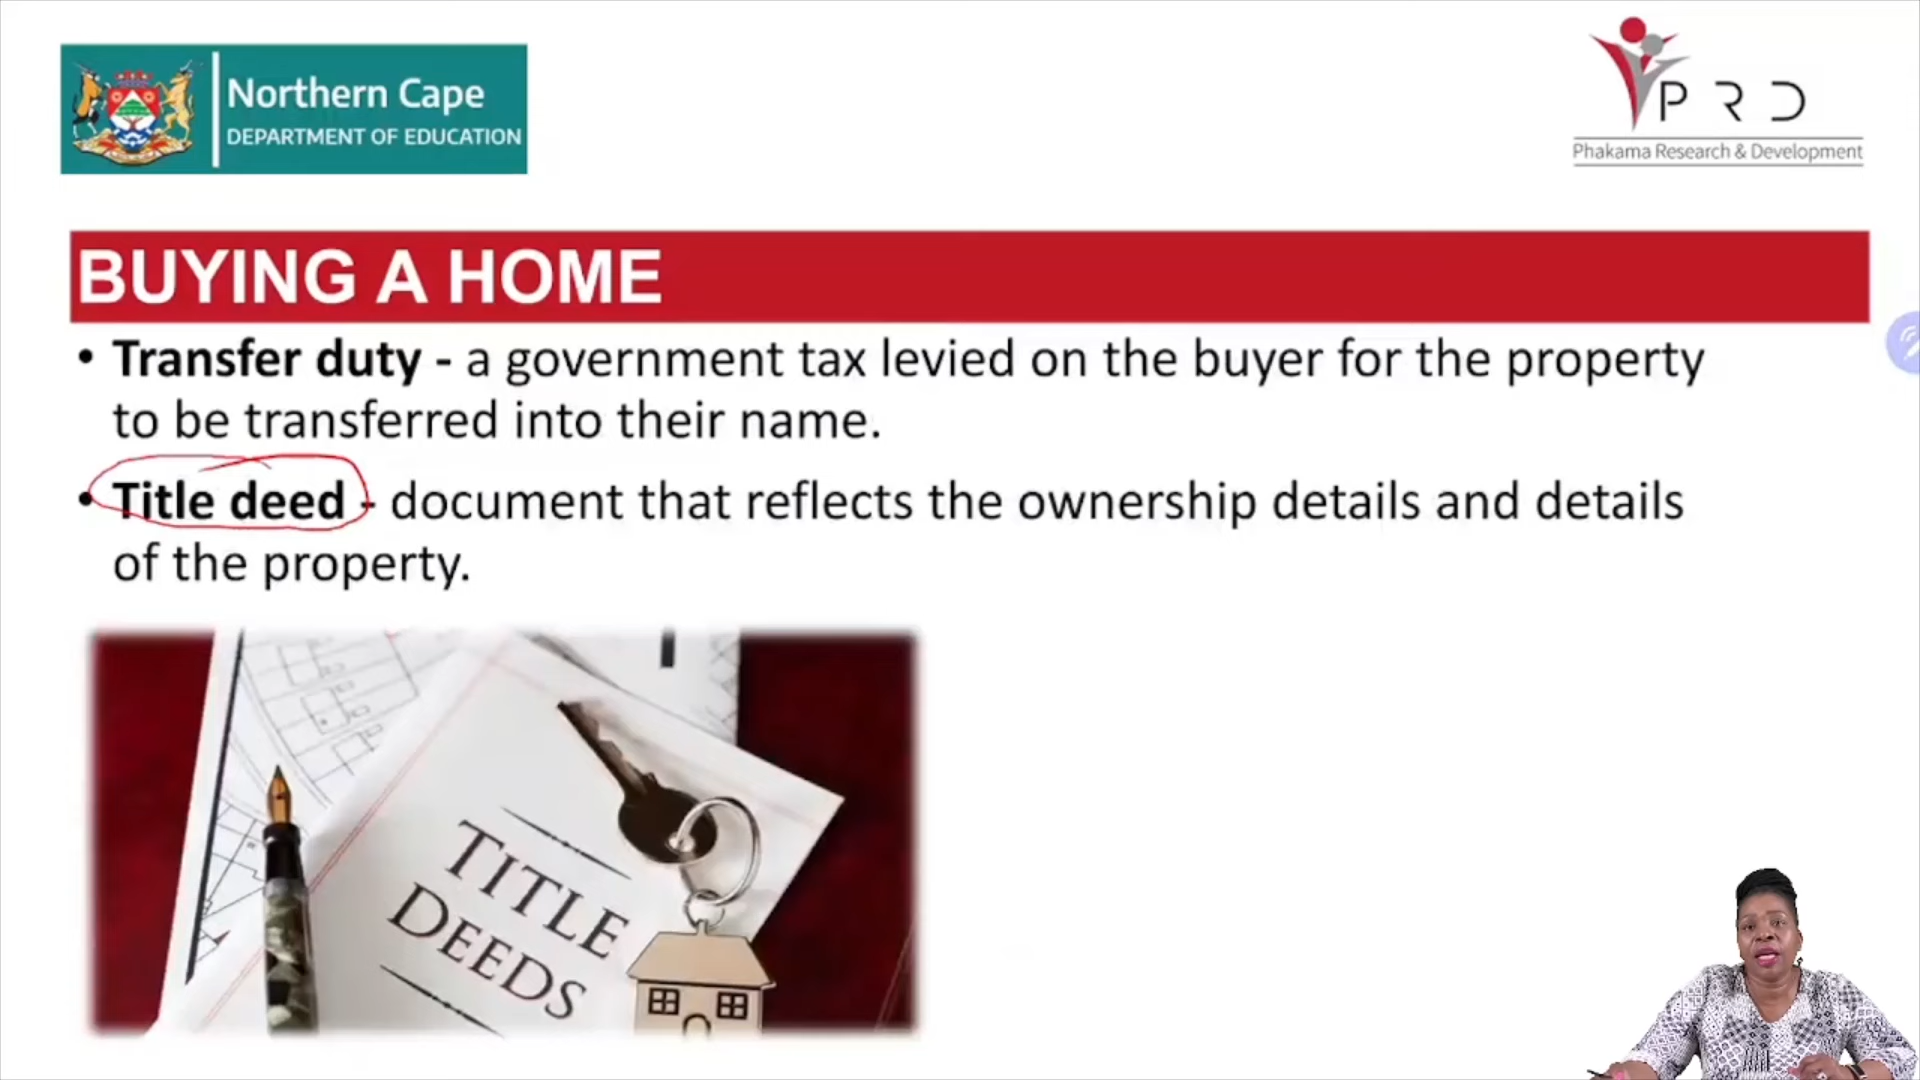 Northern Cape
DEPARTMENT OF EDUCATION
PRD
Phakama Research & Development
BUYING A HOME
• Transfer duty - a government tax levied on the buyer for the property
to be transferred into their name.
• Title deed - document that reflects the ownership details and details
of the property.
TITLE
DEEDS